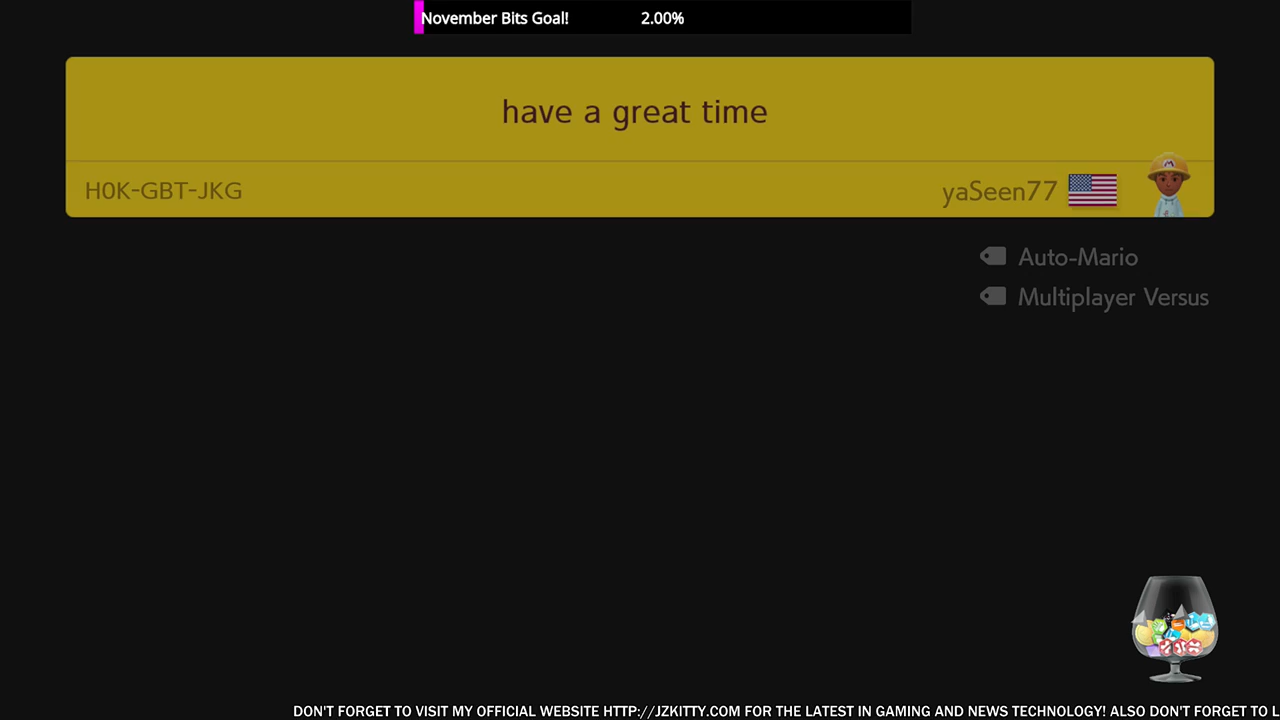 November Bits Goal! 2.00%
have a great time
H0K-GBT-JKG
yaSeen77
Auto-Mario
Multiplayer Versus
DON'T FORGET TO VISIT MY OFFICIAL WEBSITE HTTP://JZKITTY.COM FOR THE LATEST IN GAMING AND NEWS TECHNOLOGY! ALSO DON'T FORGET TO